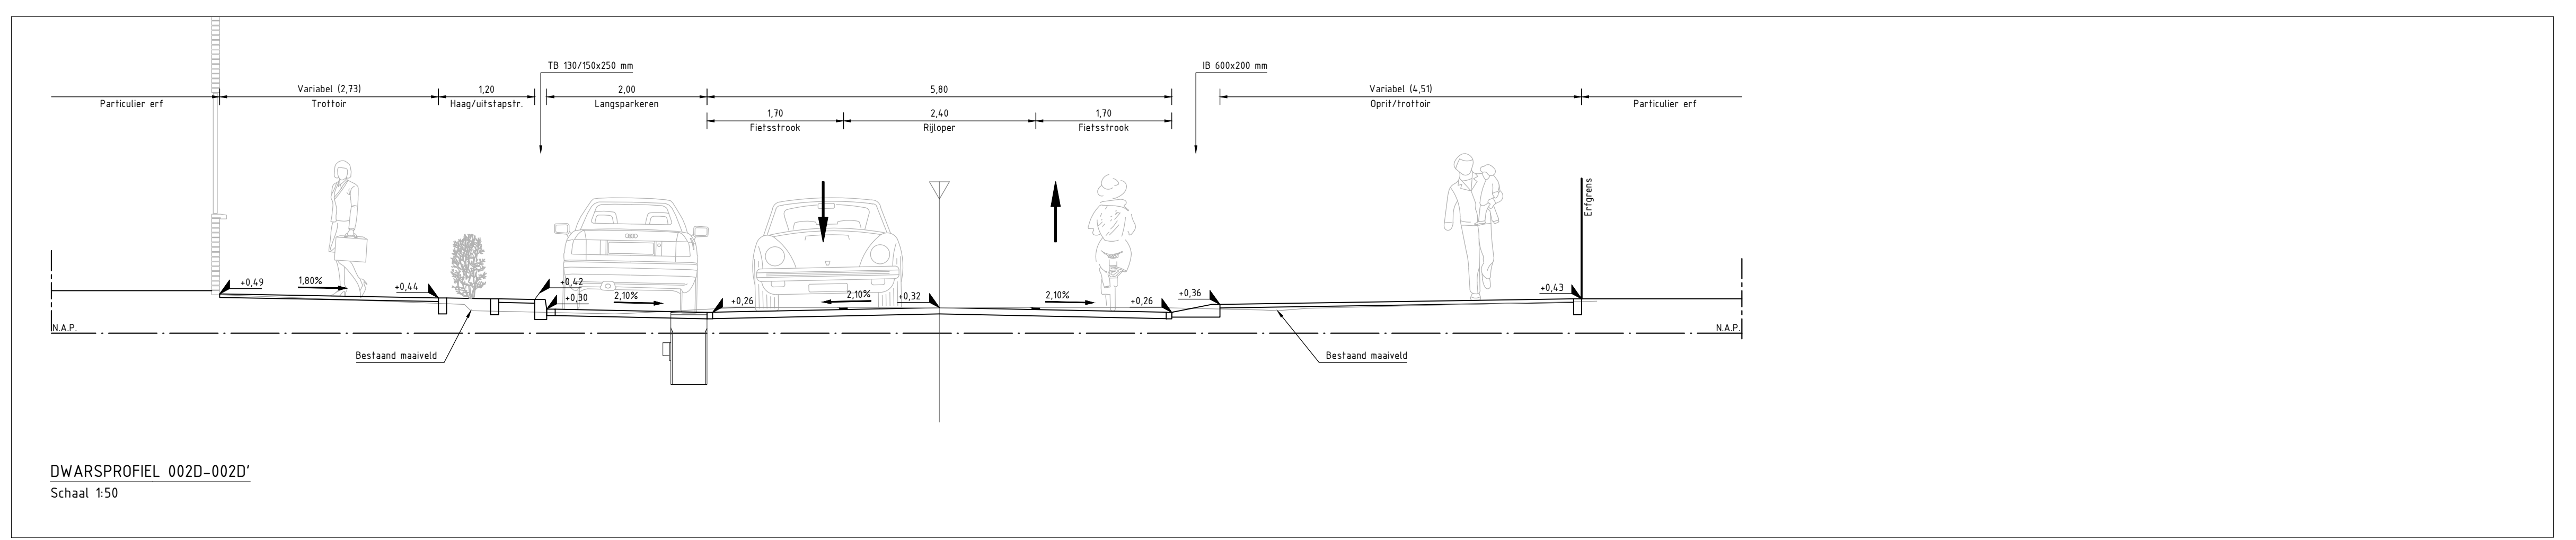 TB 130/150x250 mm
IB 600x200 mm
Variabel (2,73)
1,20
2,00
5,80
Variabel (4,51)
Particulier erf
Trottoir
Haag/uitstapstr.
Langsparkeren
Oprit/trottoir
Particulier erf
1,70
2,40
1,70
Fietsstrook
Rijloper
Fietsstrook
Erfgrens
+0,49
1,80%
+0,44
+0,42
+0,30
2,10%
+0,26
2,10%
+0,32
2,10%
+0,26
+0,36
+0,43
N.A.P.
N.A.P.
Bestaand maaiveld
Bestaand maaiveld
DWARSPROFIEL 002D-002D'
Schaal 1:50